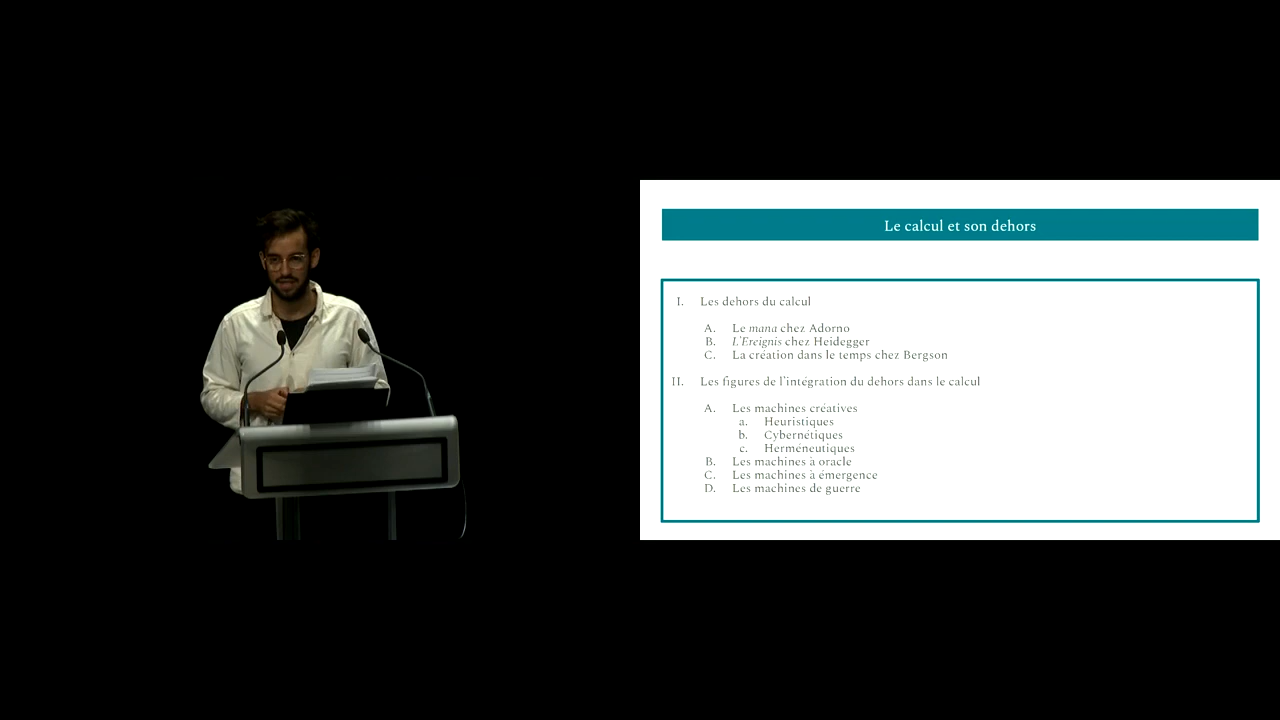 Le calcul et son dehors
I. Les dehors du calcul
A. Le mana chez Adorno
B. L'Ereignis chez Heidegger
C. La création dans le temps chez Bergson
II. Les figures de l'intégration du dehors dans le calcul
A. Les machines créatives
a. Heuristiques
b. Cybernétiques
c. Herméneutiques
B. Les machines à oracle
C. Les machines à émergence
D. Les machines de guerre